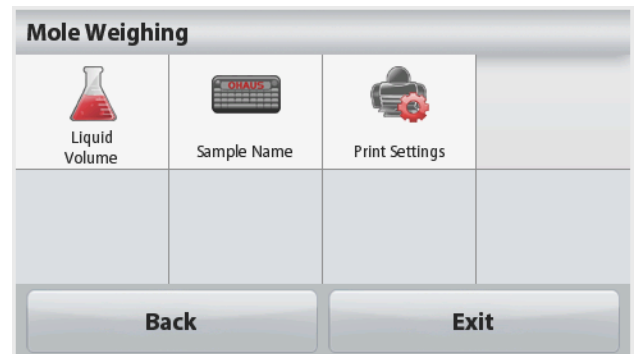 Mole Weighing
OHAUS
Liquid
Volume
Sample Name
Print Settings
Back
Exit